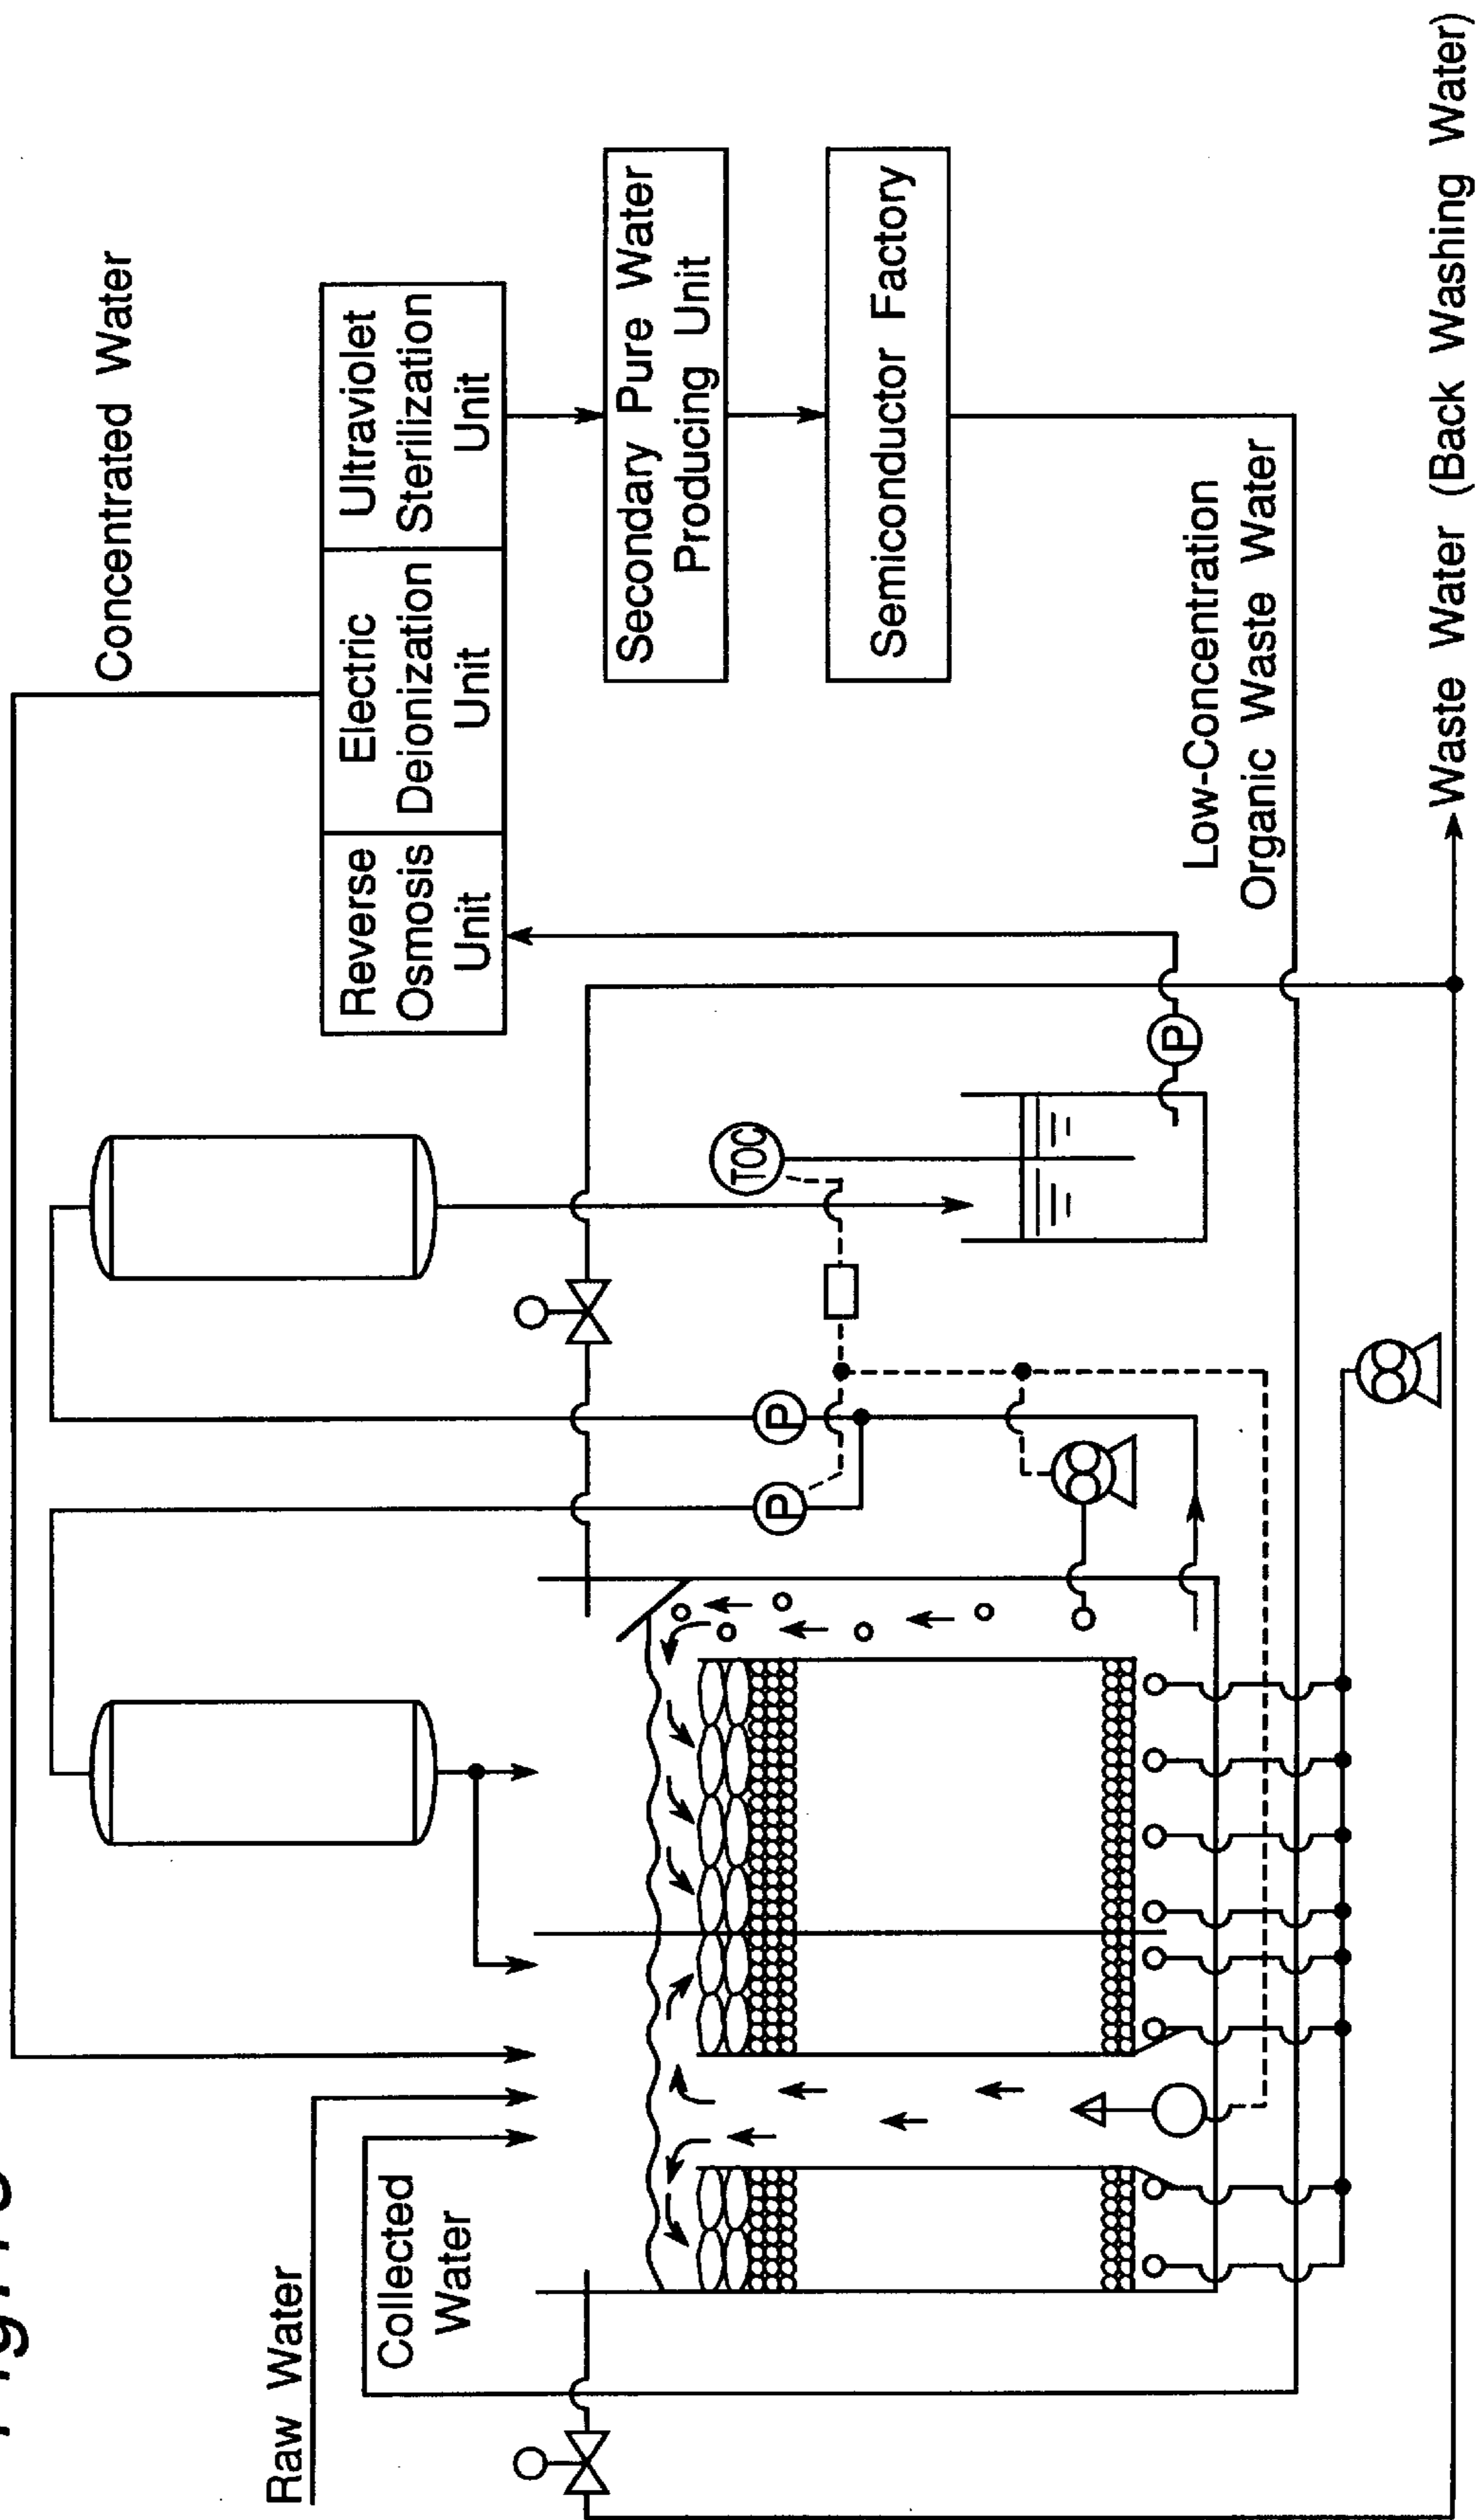 Concentrated Water
Raw Water
Collected
Water
Reverse
Osmosis
Unit
Electric
Deionization
Unit
Ultraviolet
Sterilization
Unit
Secondary Pure Water
Producing Unit
TOC
P
P
Semiconductor Factory
P
Low-Concentration
Organic Waste Water
Waste Water (Back Washing Water)